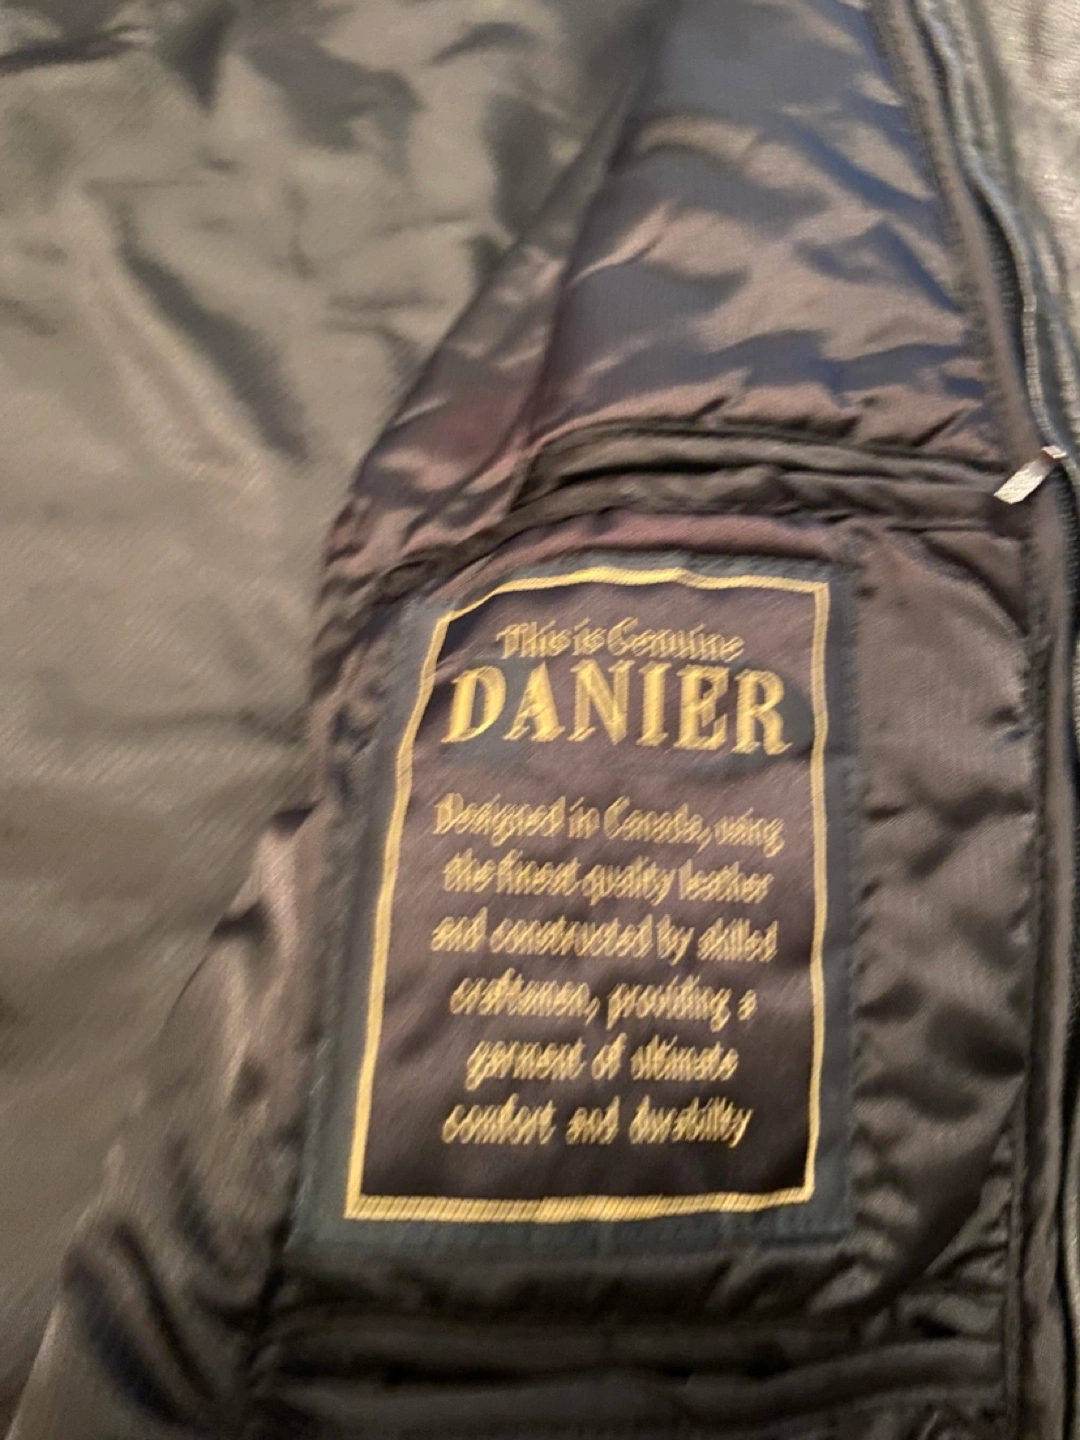 This is Genuine
DANIER
Designed in Canada, using
the finest quality leather
and constructed by skilled
craftsmen, providing a
garment of ultimate
comfort and durability